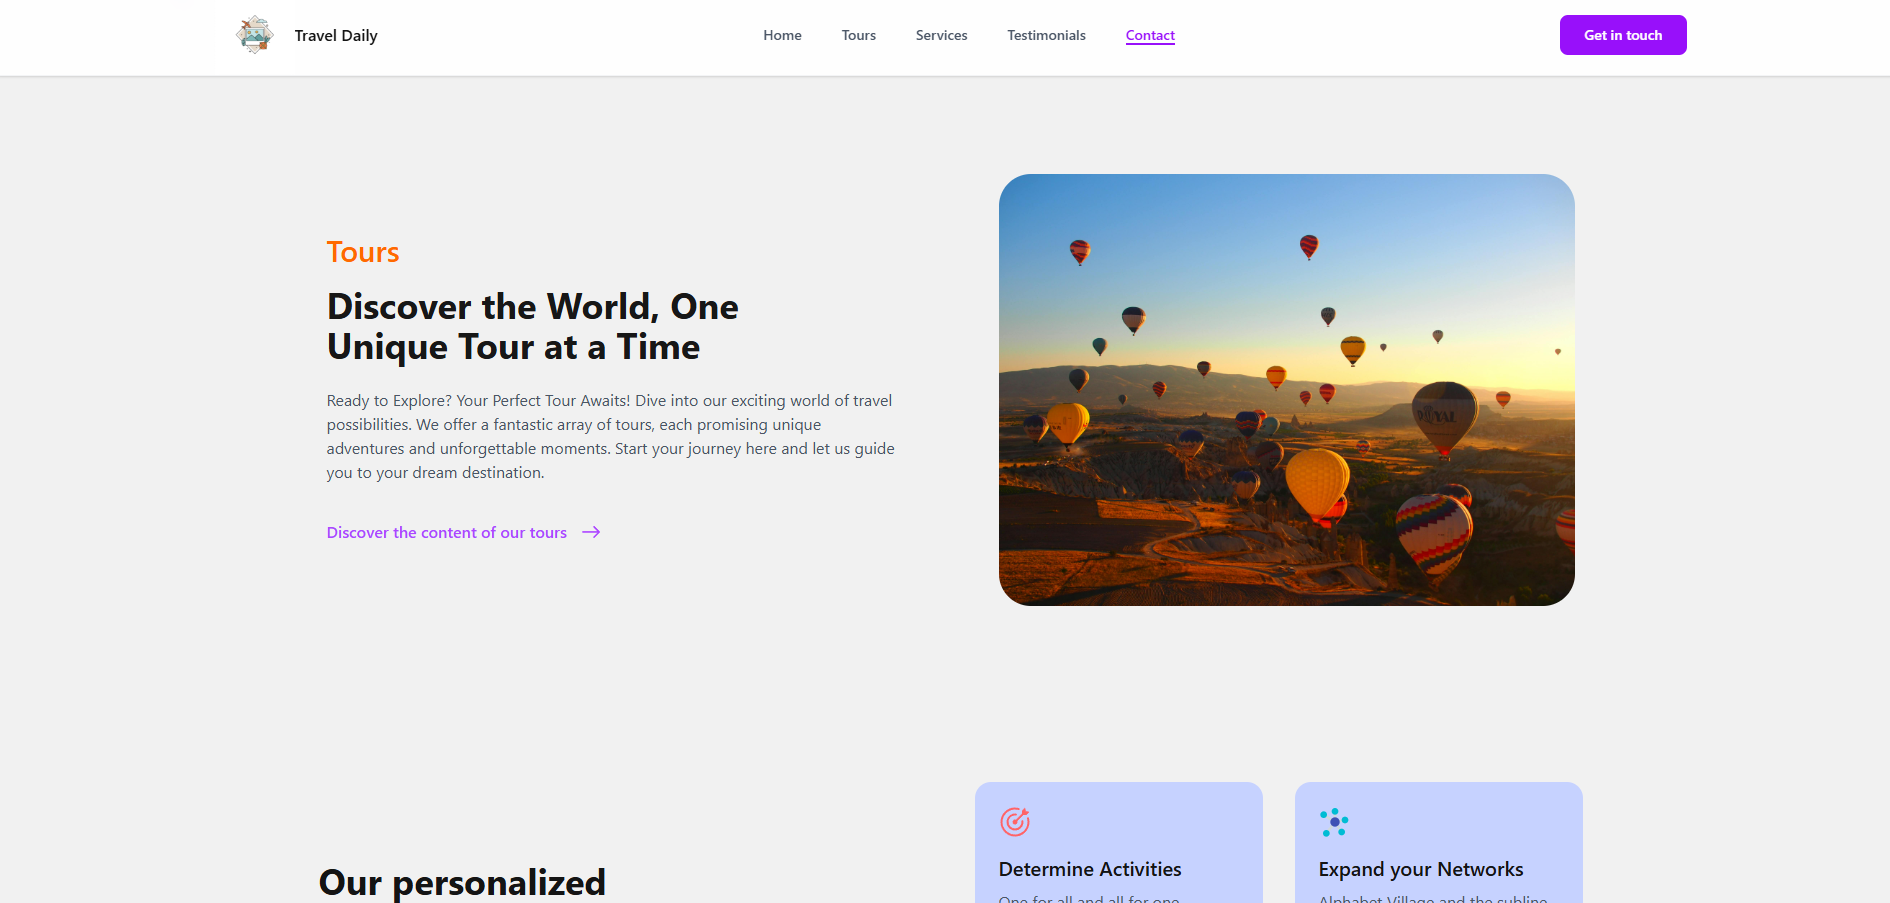 Travel Daily
Home
Tours
Services
Testimonials
Contact
Get in touch
Tours
Discover the World, One
Unique Tour at a Time
Ready to Explore? Your Perfect Tour Awaits! Dive into our exciting world of travel
possibilities. We offer a fantastic array of tours, each promising unique
adventures and unforgettable moments. Start your journey here and let us guide
you to your dream destination.
Discover the content of our tours
ROYAL
Our personalized
Determine Activities
One for all and all for one
Expand your Networks
Alphabet Village and the subline